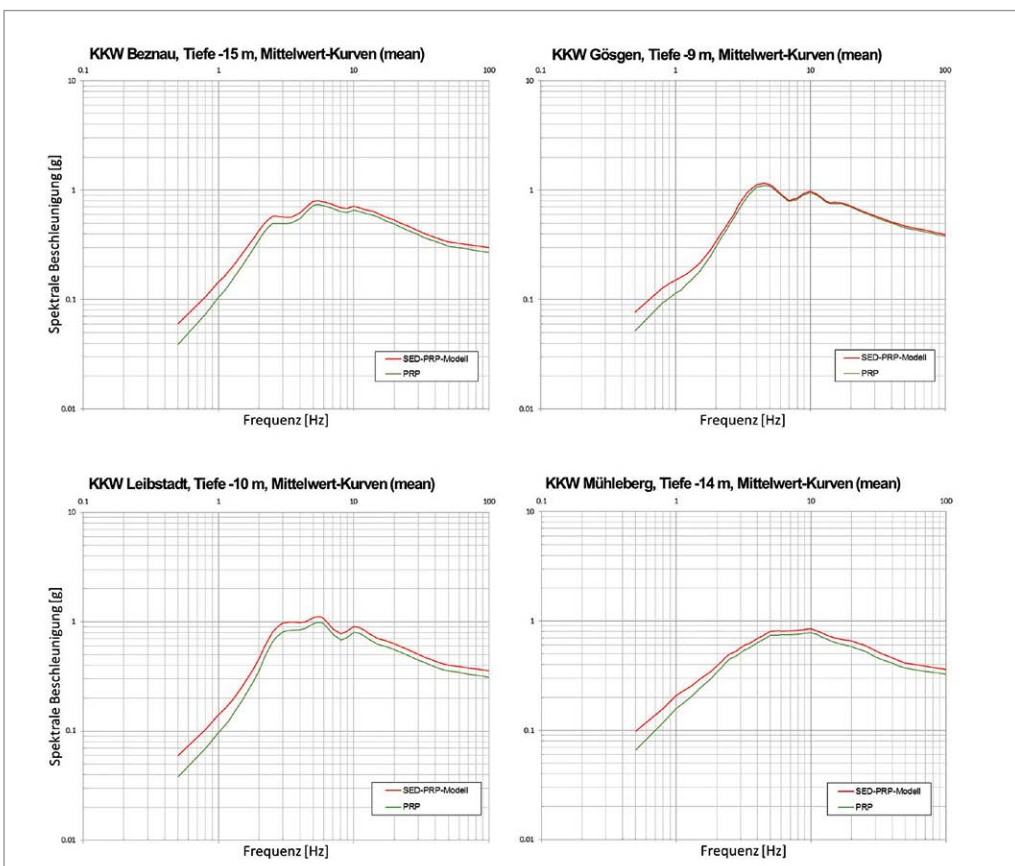 KKW Beznau, Tiefe -15 m, Mittelwert-Kurven (mean)
0.1 1 10 100
10
1
0.1
0.01
Spektrale Beschleunigung [g]
SED-PRP-Modell
PRP
Frequenz [Hz]
KKW Gösgen, Tiefe -9 m, Mittelwert-Kurven (mean)
0.1 1 10 100
10
1
0.1
0.01
SED-PRP-Modell
PRP
Frequenz [Hz]
KKW Leibstadt, Tiefe -10 m, Mittelwert-Kurven (mean)
0.1 1 10 100
10
1
0.1
0.01
Spektrale Beschleunigung [g]
SED-PRP-Modell
PRP
Frequenz [Hz]
KKW Mühleberg, Tiefe -14 m, Mittelwert-Kurven (mean)
0.1 1 10 100
10
1
0.1
0.01
SED-PRP-Modell
PRP
Frequenz [Hz]